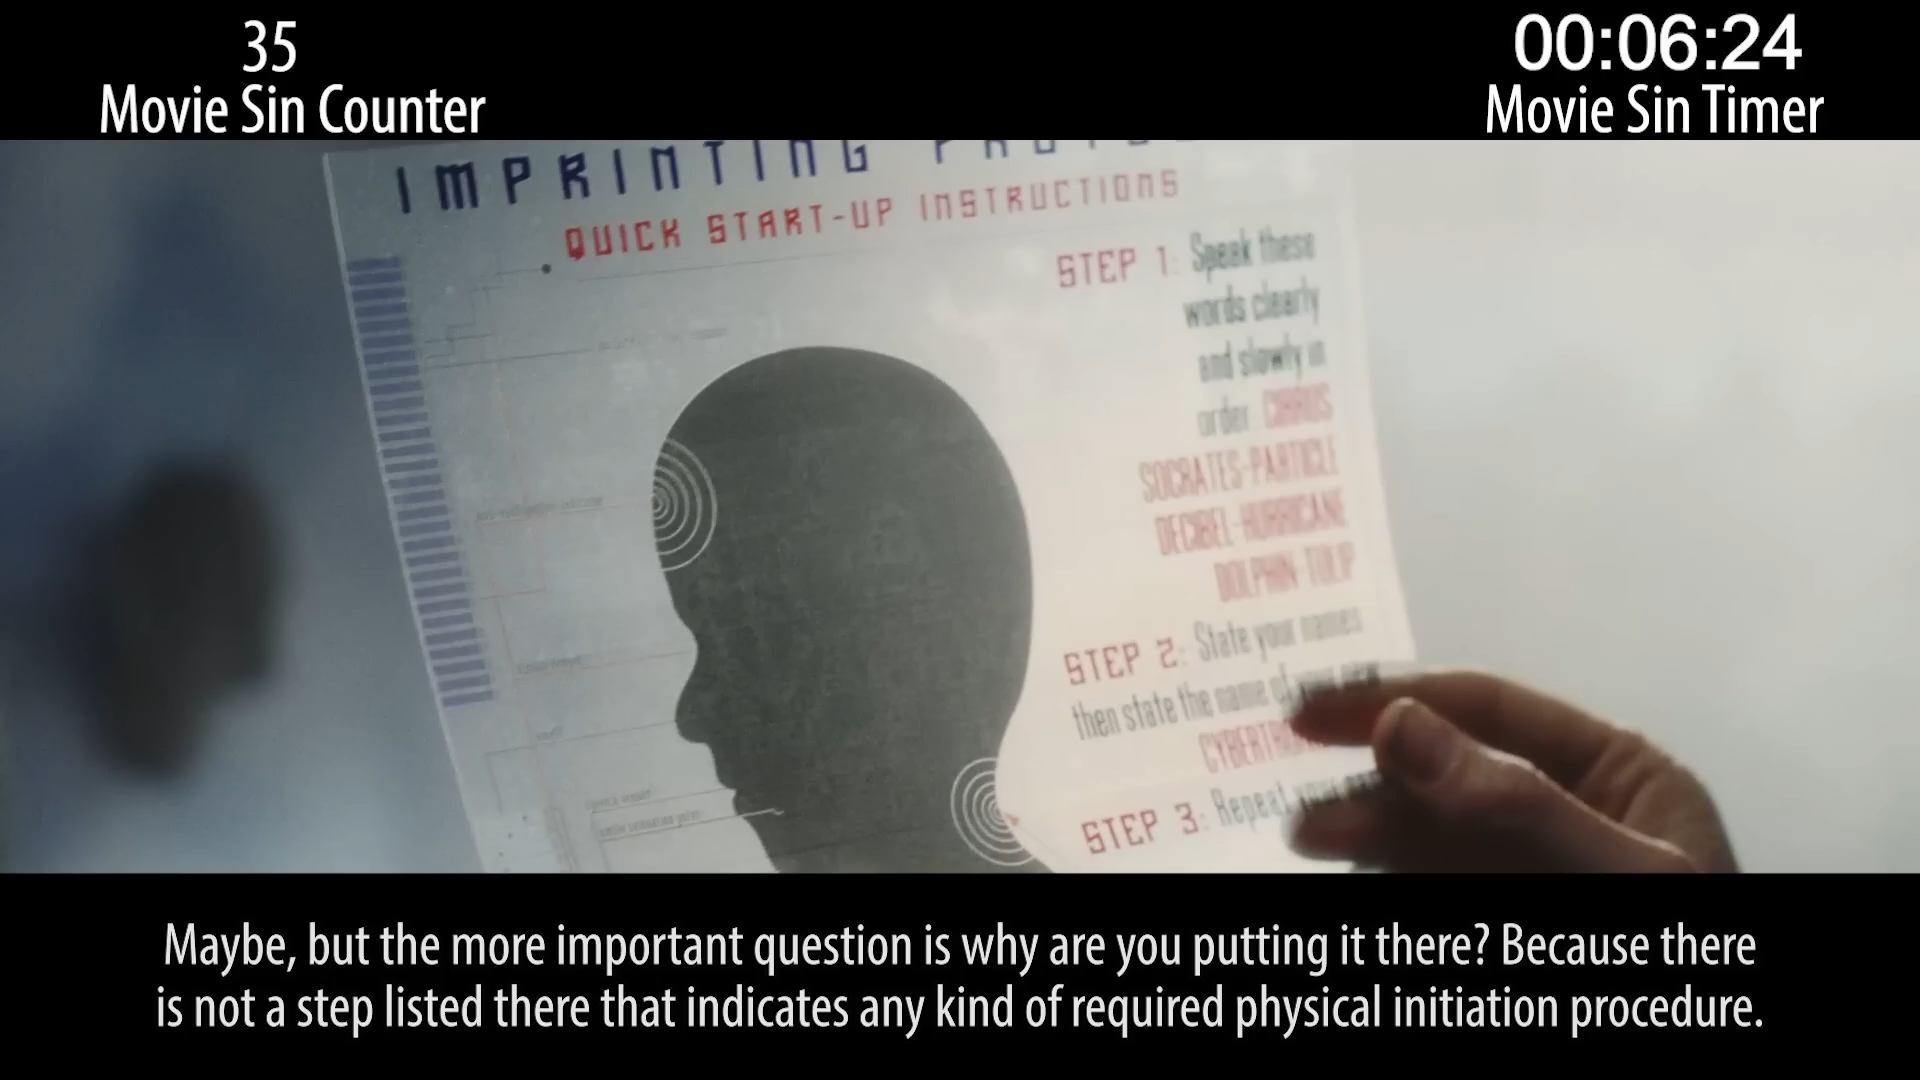 35
Movie Sin Counter
00:06:24
Movie Sin Timer
IMPRINTING
QUICK START-UP INSTRUCTIONS
STEP 1: Speak these
words clearly
and slowly in
order: CIRRUS
SOCRATES-PARTICLE
DECIBEL-HURRICANE
DOLPHIN-TULIP
STEP 2: State your names
then state the name of your
STEP 3: Repeat your
Maybe, but the more important question is why are you putting it there? Because there
is not a step listed there that indicates any kind of required physical initiation procedure.